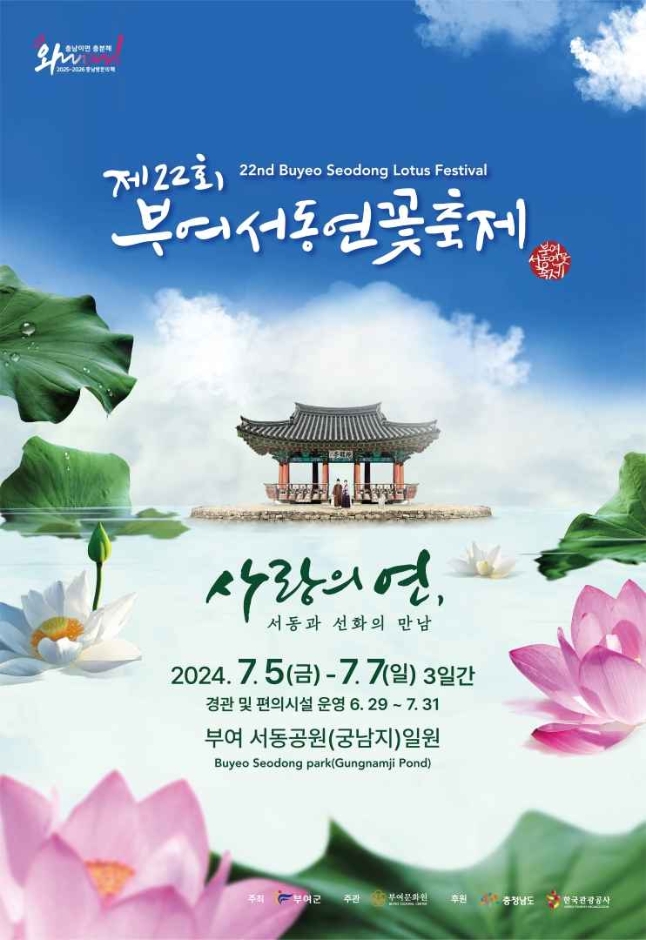 충남이면 충분해
2025-2026 충남방문의해
제22회
22nd Buyeo Seodong Lotus Festival
부여서동연꽃축제
부여
서동연꽃
축제
사랑의 연,
서동과 선화의 만남
2024. 7. 5(금) - 7. 7(일) 3일간
경관 및 편의시설 운영 6. 29 ~ 7. 31
부여 서동공원(궁남지)일원
Buyeo Seodong park(Gungnamji Pond)
주최 부여군 주관 부여문화원 후원 충청남도 한국관광공사